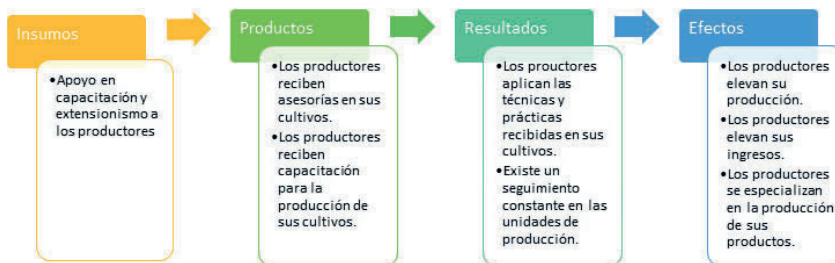 Insumos
•Apoyo en
capacitación y
extensionismo a
los productores
Productos
•Los productores
reciben
asesorías en sus
cultivos.
•Los productores
reciben
capacitación
para la
producción de
sus cultivos.
Resultados
•Los prouctores
aplican las
técnicas y
prácticas
recibidas en sus
cultivos.
•Existe un
seguimiento
constante en las
unidades de
producción.
Efectos
•Los productores
elevan su
producción.
•Los productores
elevan sus
ingresos.
•Los productores
se especializan
en la producción
de sus
productos.